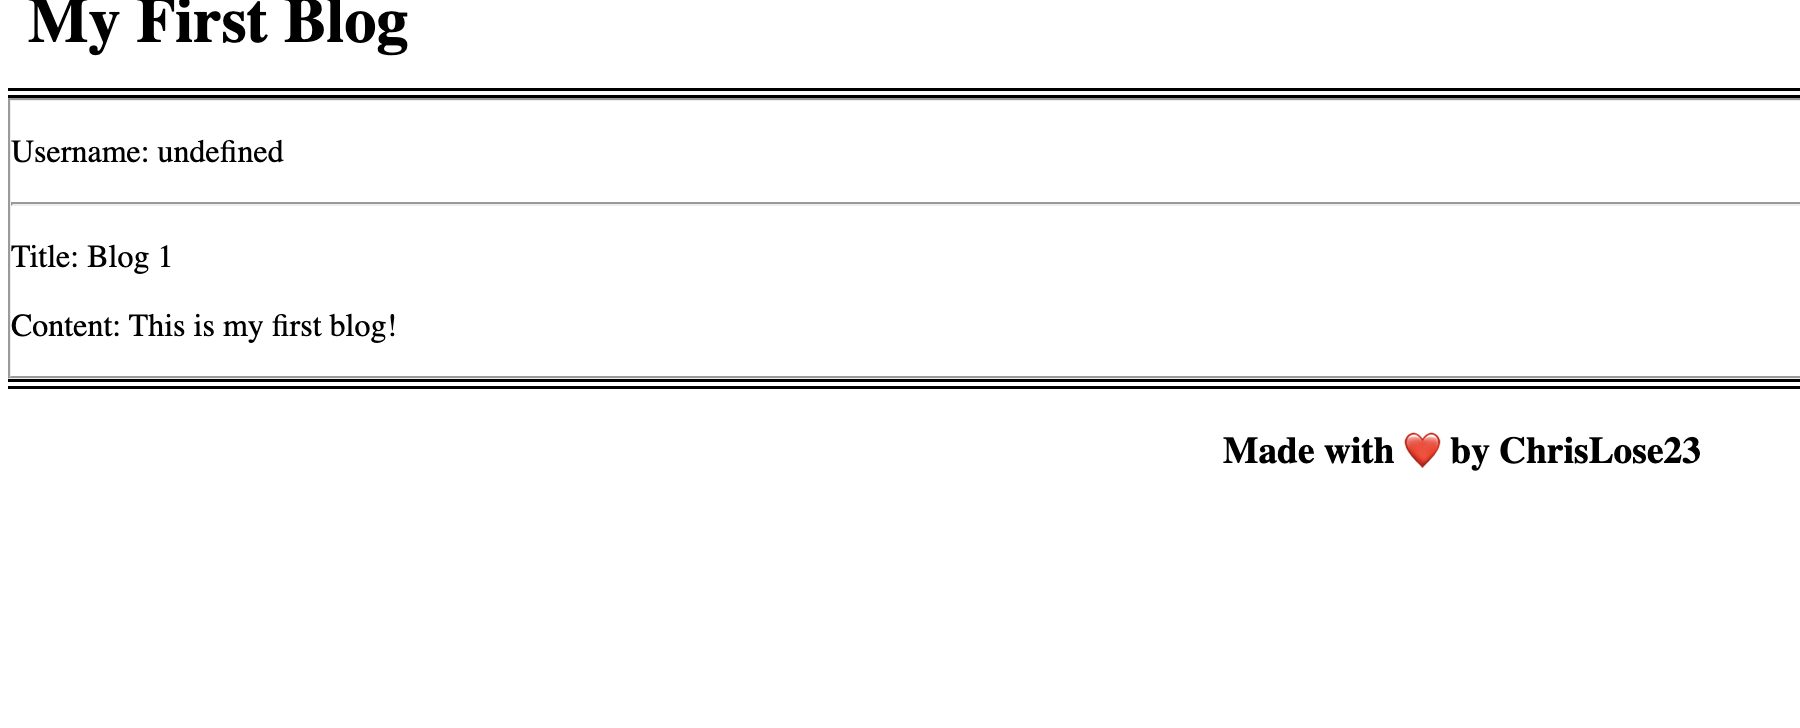 My First Blog
Username: undefined
Title: Blog 1
Content: This is my first blog!
Made with ❤️ by ChrisLose23